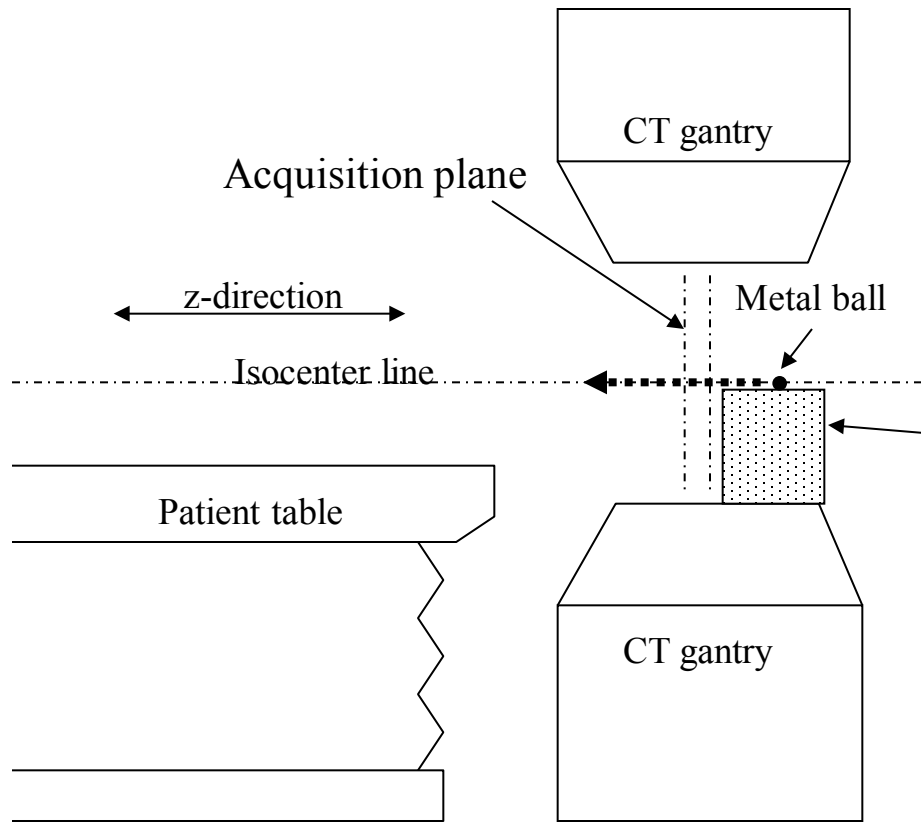 CT gantry
Acquisition plane
z-direction
Metal ball
Isocenter line
Patient table
CT gantry